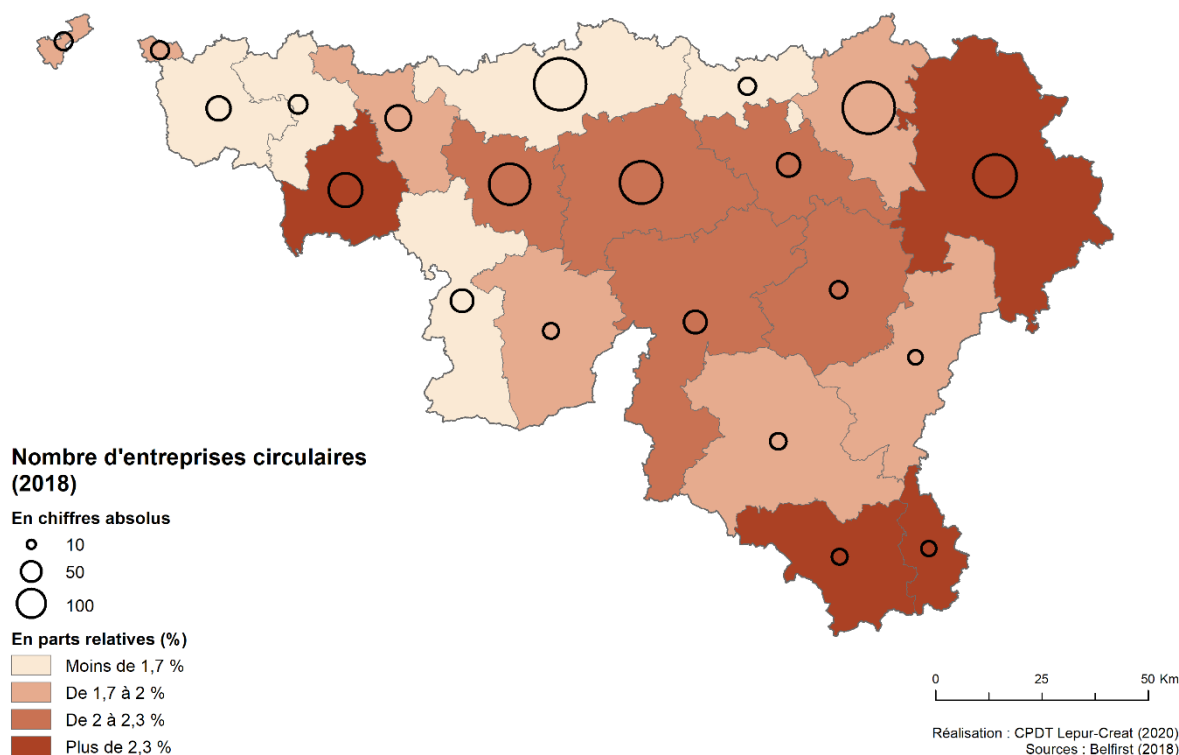 Nombre d'entreprises circulaires
(2018)
En chiffres absolus
10
50
100
En parts relatives (%)
Moins de 1,7 %
De 1,7 à 2 %
De 2 à 2,3 %
Plus de 2,3 %
0 25 50 Km
Réalisation : CPDT Lepur-Creat (2020)
Sources : Belfirst (2018)